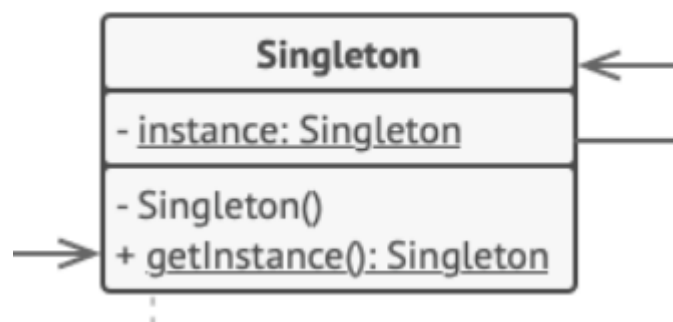 Singleton
- instance: Singleton
- Singleton()
+ getInstance(): Singleton